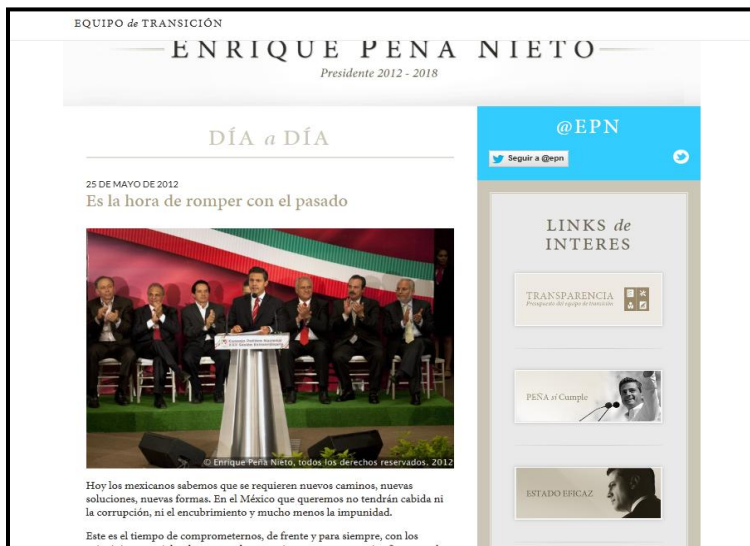 EQUIPO de TRANSICIÓN
ENRIQUE PEÑA NIETO
Presidente 2012 - 2018
DÍA a DÍA
25 DE MAYO DE 2012
Es la hora de romper con el pasado
© Enrique Peña Nieto, todos los derechos reservados. 2012
Hoy los mexicanos sabemos que se requieren nuevos caminos, nuevas
soluciones, nuevas formas. En el México que queremos no tendrán cabida ni
la corrupción, ni el encubrimiento y mucho menos la impunidad.
Este es el tiempo de comprometernos, de frente y para siempre, con los
@EPN
Seguir a @epn
LINKS de
INTERES
TRANSPARENCIA
Presupuesto del equipo de transición
PEÑA sí Cumple
ESTADO EFICAZ